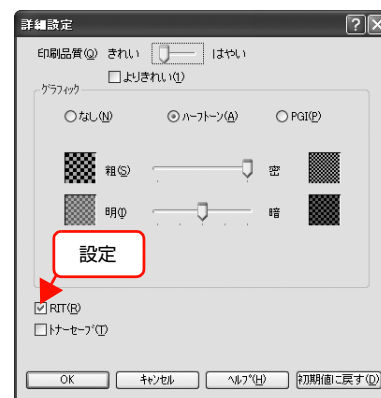 詳細設定
印刷品質(Q) きれい はやい
よりきれい(1)
グラフィック
なし(N) ハーフトーン(A) PGI(P)
粗(S) 密
明(I) 暗
設定
RIT(R)
トナーセーブ(T)
OK キャンセル ヘルプ(H) 初期値に戻す(D)